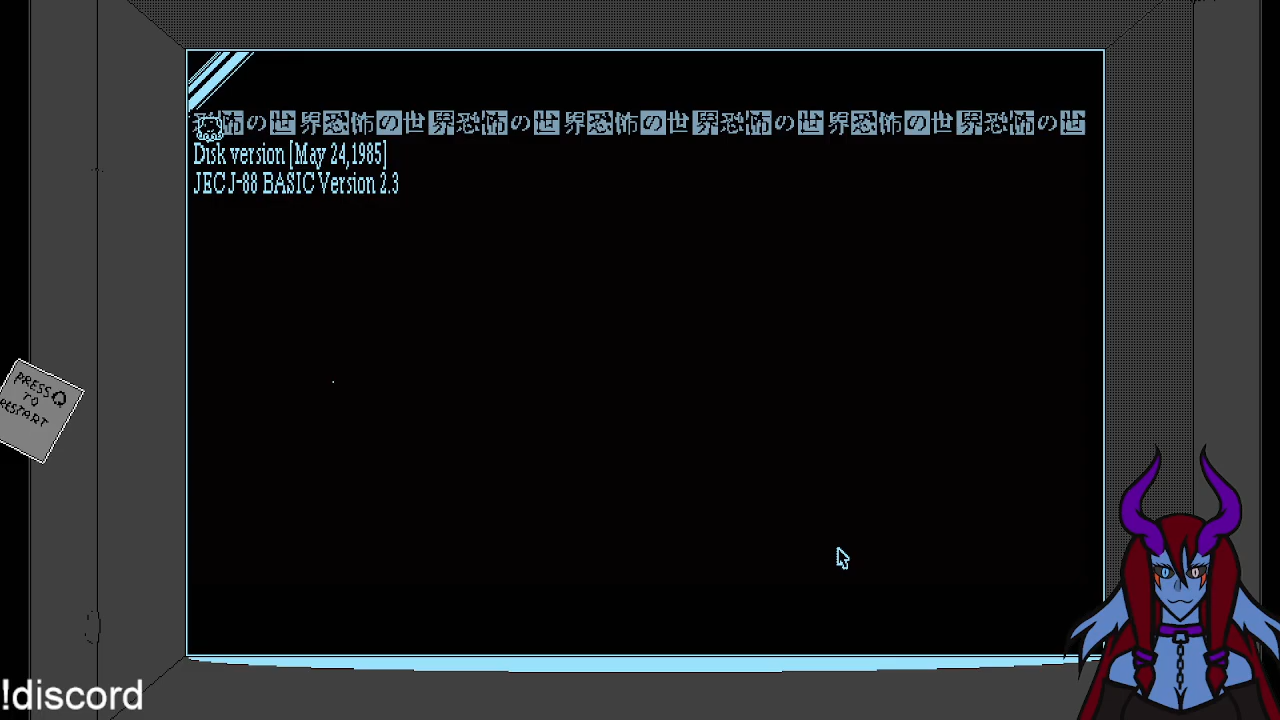 恐怖の世界恐怖の世界恐怖の世界恐怖の世界恐怖の世界恐怖の世界恐怖の世
Disk version [May 24,1985]
JECJ-88 BASIC Version 2.3
PRESS Q
TO
RESTART
!discord